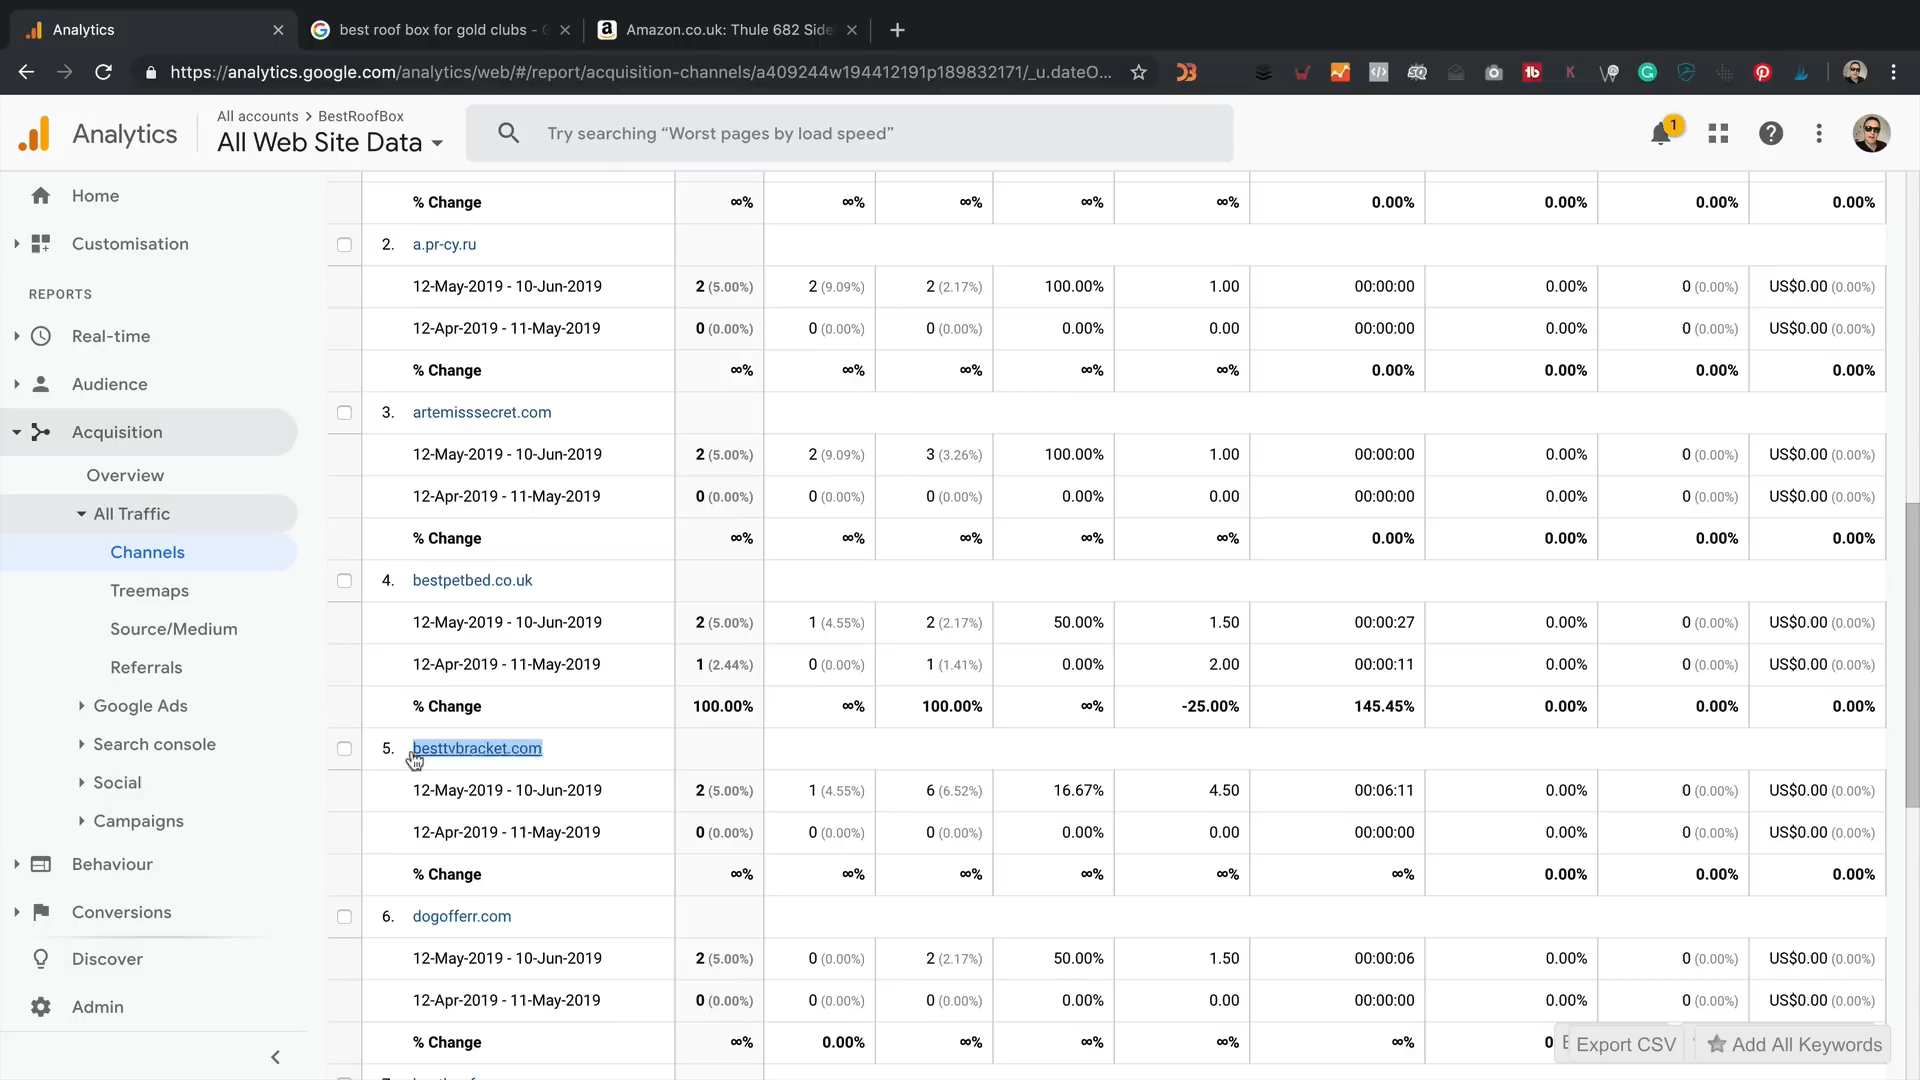 Analytics
best roof box for gold clubs -
Amazon.co.uk: Thule 682 Side
https://analytics.google.com/analytics/web/#/report/acquisition-channels/a409244w194412191p189832171/_u.dateO...
Analytics
All accounts > BestRoofBox
All Web Site Data
Try searching “Worst pages by load speed”
1
Home
Customisation
REPORTS
Real-time
Audience
Acquisition
Overview
All Traffic
Channels
Treemaps
Source/Medium
Referrals
Google Ads
Search console
Social
Campaigns
Behaviour
Conversions
Discover
Admin
% Change ∞% ∞% ∞% ∞% ∞% 0.00% 0.00% 0.00% 0.00%
2. a.pr-cy.ru
12-May-2019 - 10-Jun-2019 2 (5.00%) 2 (9.09%) 2 (2.17%) 100.00% 1.00 00:00:00 0.00% 0 (0.00%) US$0.00 (0.00%)
12-Apr-2019 - 11-May-2019 0 (0.00%) 0 (0.00%) 0 (0.00%) 0.00% 0.00 00:00:00 0.00% 0 (0.00%) US$0.00 (0.00%)
% Change ∞% ∞% ∞% ∞% ∞% 0.00% 0.00% 0.00% 0.00%
3. artemisssecret.com
12-May-2019 - 10-Jun-2019 2 (5.00%) 2 (9.09%) 3 (3.26%) 100.00% 1.00 00:00:00 0.00% 0 (0.00%) US$0.00 (0.00%)
12-Apr-2019 - 11-May-2019 0 (0.00%) 0 (0.00%) 0 (0.00%) 0.00% 0.00 00:00:00 0.00% 0 (0.00%) US$0.00 (0.00%)
% Change ∞% ∞% ∞% ∞% ∞% 0.00% 0.00% 0.00% 0.00%
4. bestpetbed.co.uk
12-May-2019 - 10-Jun-2019 2 (5.00%) 1 (4.55%) 2 (2.17%) 50.00% 1.50 00:00:27 0.00% 0 (0.00%) US$0.00 (0.00%)
12-Apr-2019 - 11-May-2019 1 (2.44%) 0 (0.00%) 1 (1.41%) 0.00% 2.00 00:00:11 0.00% 0 (0.00%) US$0.00 (0.00%)
% Change 100.00% ∞% 100.00% ∞% -25.00% 145.45% 0.00% 0.00% 0.00%
5. besttvbracket.com
12-May-2019 - 10-Jun-2019 2 (5.00%) 1 (4.55%) 6 (6.52%) 16.67% 4.50 00:06:11 0.00% 0 (0.00%) US$0.00 (0.00%)
12-Apr-2019 - 11-May-2019 0 (0.00%) 0 (0.00%) 0 (0.00%) 0.00% 0.00 00:00:00 0.00% 0 (0.00%) US$0.00 (0.00%)
% Change ∞% ∞% ∞% ∞% ∞% ∞% 0.00% 0.00% 0.00%
6. dogofferr.com
12-May-2019 - 10-Jun-2019 2 (5.00%) 0 (0.00%) 2 (2.17%) 50.00% 1.50 00:00:06 0.00% 0 (0.00%) US$0.00 (0.00%)
12-Apr-2019 - 11-May-2019 0 (0.00%) 0 (0.00%) 0 (0.00%) 0.00% 0.00 00:00:00 0.00% 0 (0.00%) US$0.00 (0.00%)
% Change ∞% 0.00% ∞% ∞% ∞% ∞% 0
Export CSV
Add All Keywords